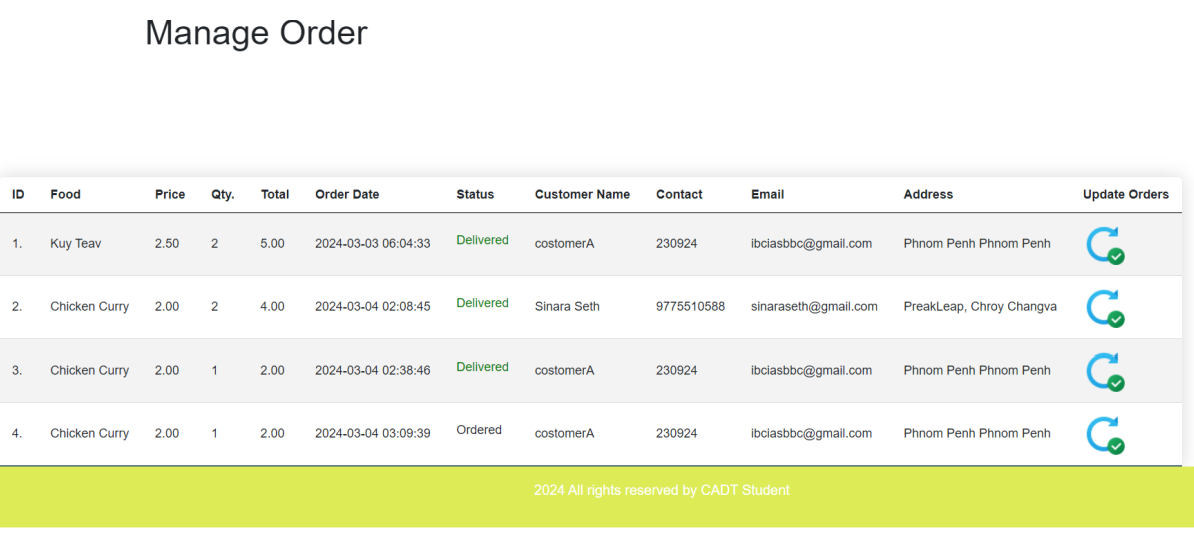 Manage Order
ID Food Price Qty. Total Order Date Status Customer Name Contact Email Address Update Orders
1. Kuy Teav 2.50 2 5.00 2024-03-03 06:04:33 Delivered costomerA 230924 ibciasbbc@gmail.com Phnom Penh Phnom Penh
2. Chicken Curry 2.00 2 4.00 2024-03-04 02:08:45 Delivered Sinara Seth 9775510588 sinaraseth@gmail.com PreakLeap, Chroy Changva
3. Chicken Curry 2.00 1 2.00 2024-03-04 02:38:46 Delivered costomerA 230924 ibciasbbc@gmail.com Phnom Penh Phnom Penh
4. Chicken Curry 2.00 1 2.00 2024-03-04 03:09:39 Ordered costomerA 230924 ibciasbbc@gmail.com Phnom Penh Phnom Penh
2024 All rights reserved by CADT Student